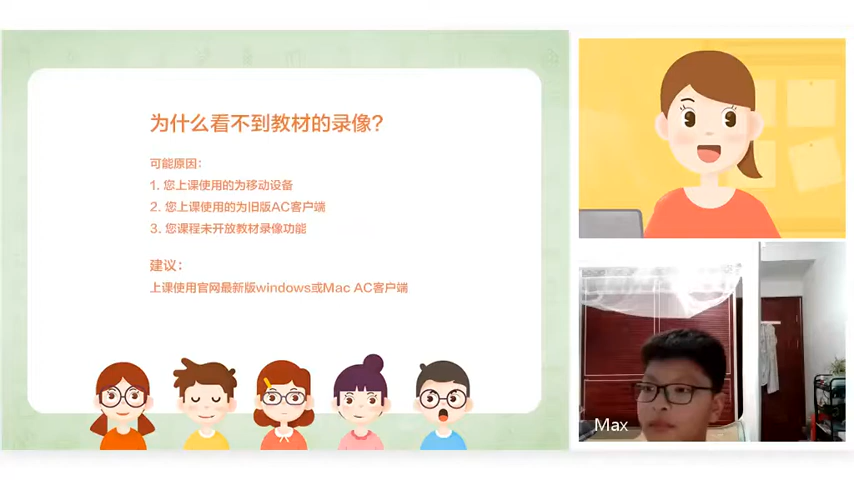 为什么看不到教材的录像？
可能原因：
1. 您上课使用的为移动设备
2. 您上课使用的为旧版AC客户端
3. 您课程未开放教材录像功能
建议：
上课使用官网最新版windows或Mac AC客户端
Max